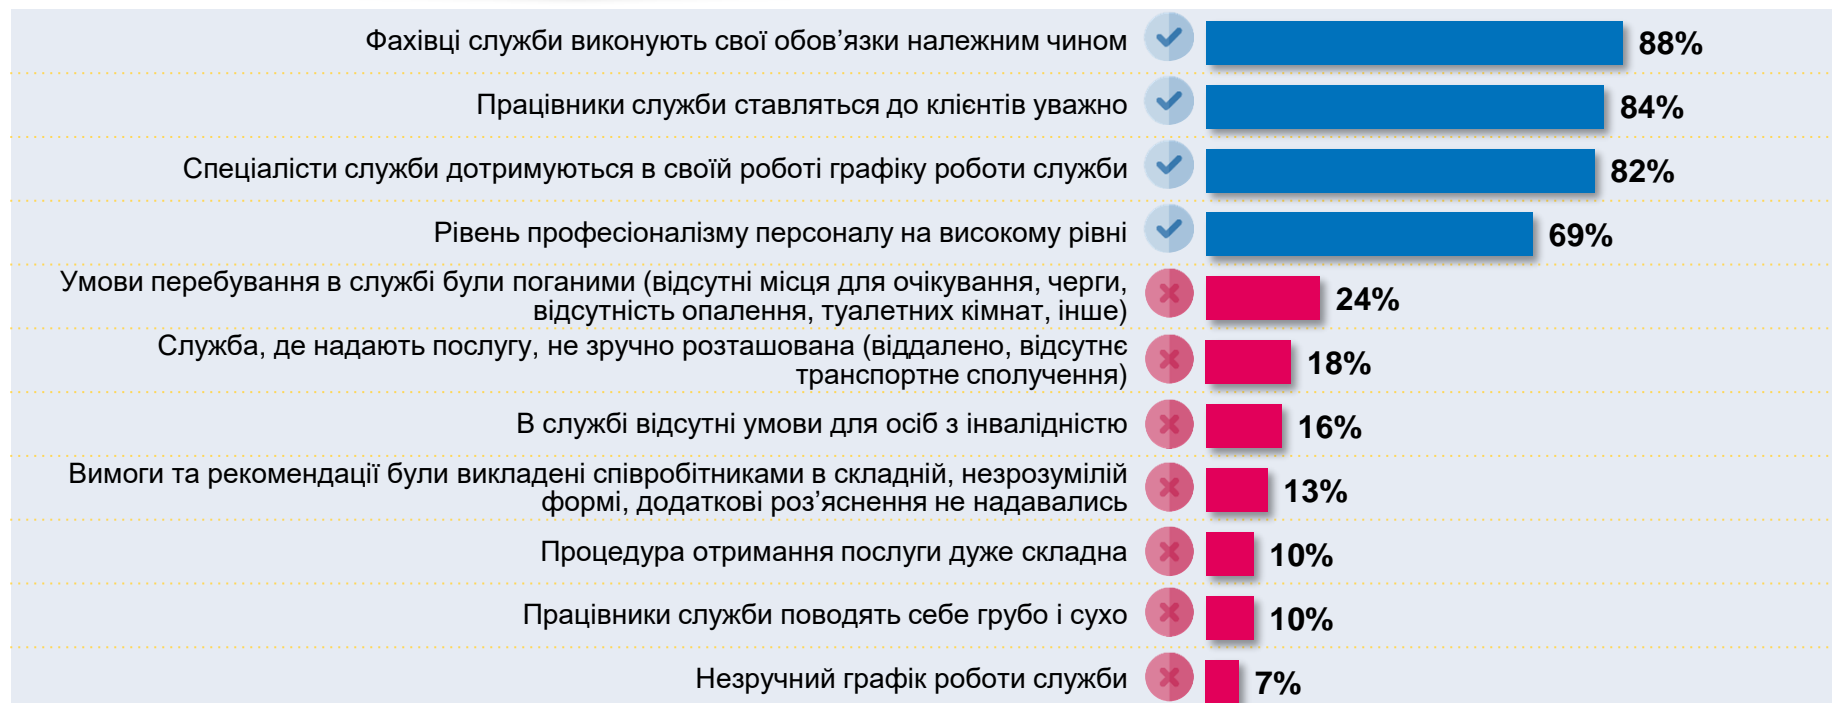 Фахівці служби виконують свої обов’язки належним чином
88%
Працівники служби ставляться до клієнтів уважно
84%
Спеціалісти служби дотримуються в своїй роботі графіку роботи служби
82%
Рівень професіоналізму персоналу на високому рівні
69%
Умови перебування в службі були поганими (відсутні місця для очікування, черги,
відсутність опалення, туалетних кімнат, інше)
24%
Служба, де надають послугу, не зручно розташована (віддалено, відсутнє
транспортне сполучення)
18%
В службі відсутні умови для осіб з інвалідністю
16%
Вимоги та рекомендації були викладені співробітниками в складній, незрозумілій
формі, додаткові роз’яснення не надавались
13%
Процедура отримання послуги дуже складна
10%
Працівники служби поводять себе грубо і сухо
10%
Незручний графік роботи служби
7%